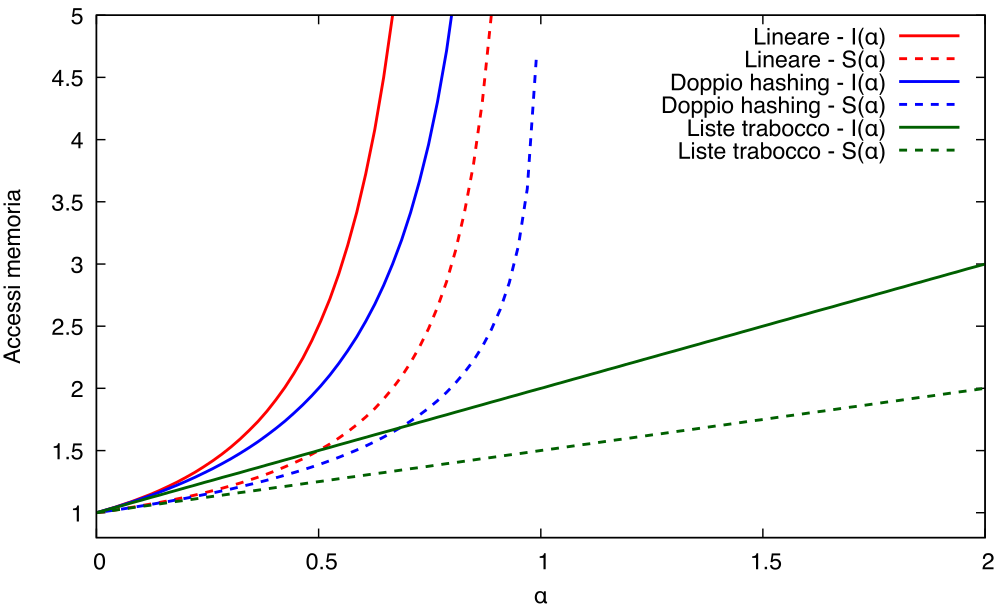 5
4.5
4
3.5
3
2.5
2
1.5
1
Accessi memoria
Lineare - I(α)
Lineare - S(α)
Doppio hashing - I(α)
Doppio hashing - S(α)
Liste trabocco - I(α)
Liste trabocco - S(α)
0 0.5 1 1.5 2
α